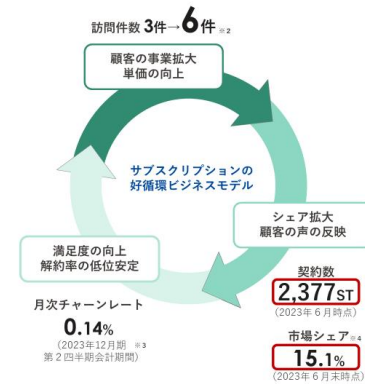 訪問件数 3件→6件 ※2
顧客の事業拡大
単価の向上
サブスクリプションの
好循環ビジネスモデル
シェア拡大
顧客の声の反映
満足度の向上
解約率の低位安定
契約数
2,377ST
（2023年６月時点）
月次チャーンレート
0.14%
（2023年12月期 ※3
第２四半期会計期間）
市場シェア※4
15.1%
（2023年６月末時点）